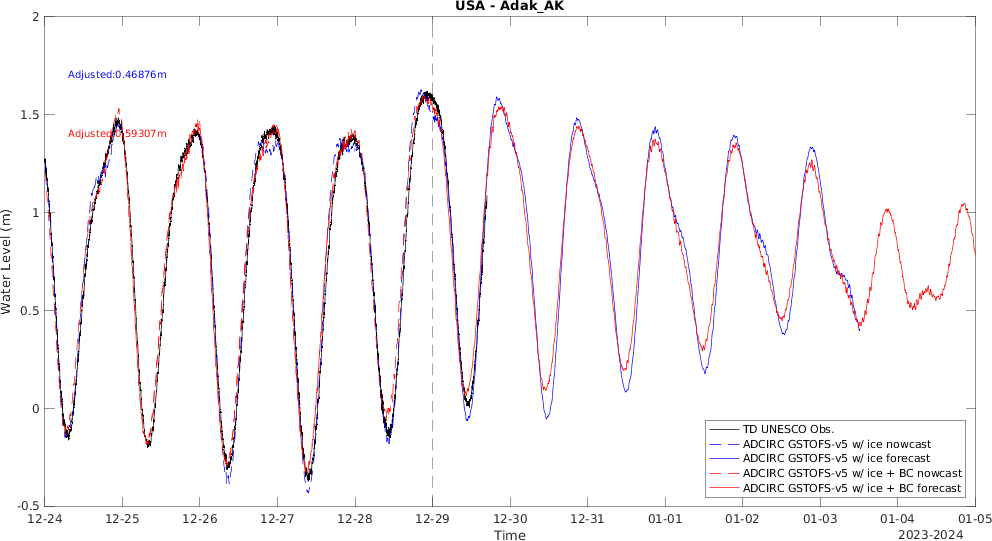 USA - Adak_AK
2
1.5
1
0.5
0
-0.5
Water Level (m)
Adjusted:0.46876m
Adjusted:0.59307m
TD UNESCO Obs.
ADCIRC GSTOFS-v5 w/ ice nowcast
ADCIRC GSTOFS-v5 w/ ice forecast
ADCIRC GSTOFS-v5 w/ ice + BC nowcast
ADCIRC GSTOFS-v5 w/ ice + BC forecast
12-24 12-25 12-26 12-27 12-28 12-29 12-30 12-31 01-01 01-02 01-03 01-04 01-05
Time
2023-2024